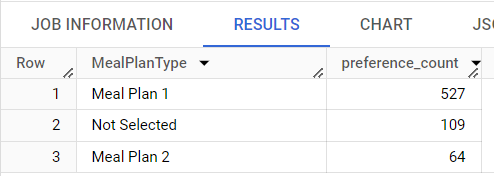 JOB INFORMATION RESULTS CHART
Row MealPlanType preference_count
1 Meal Plan 1 527
2 Not Selected 109
3 Meal Plan 2 64